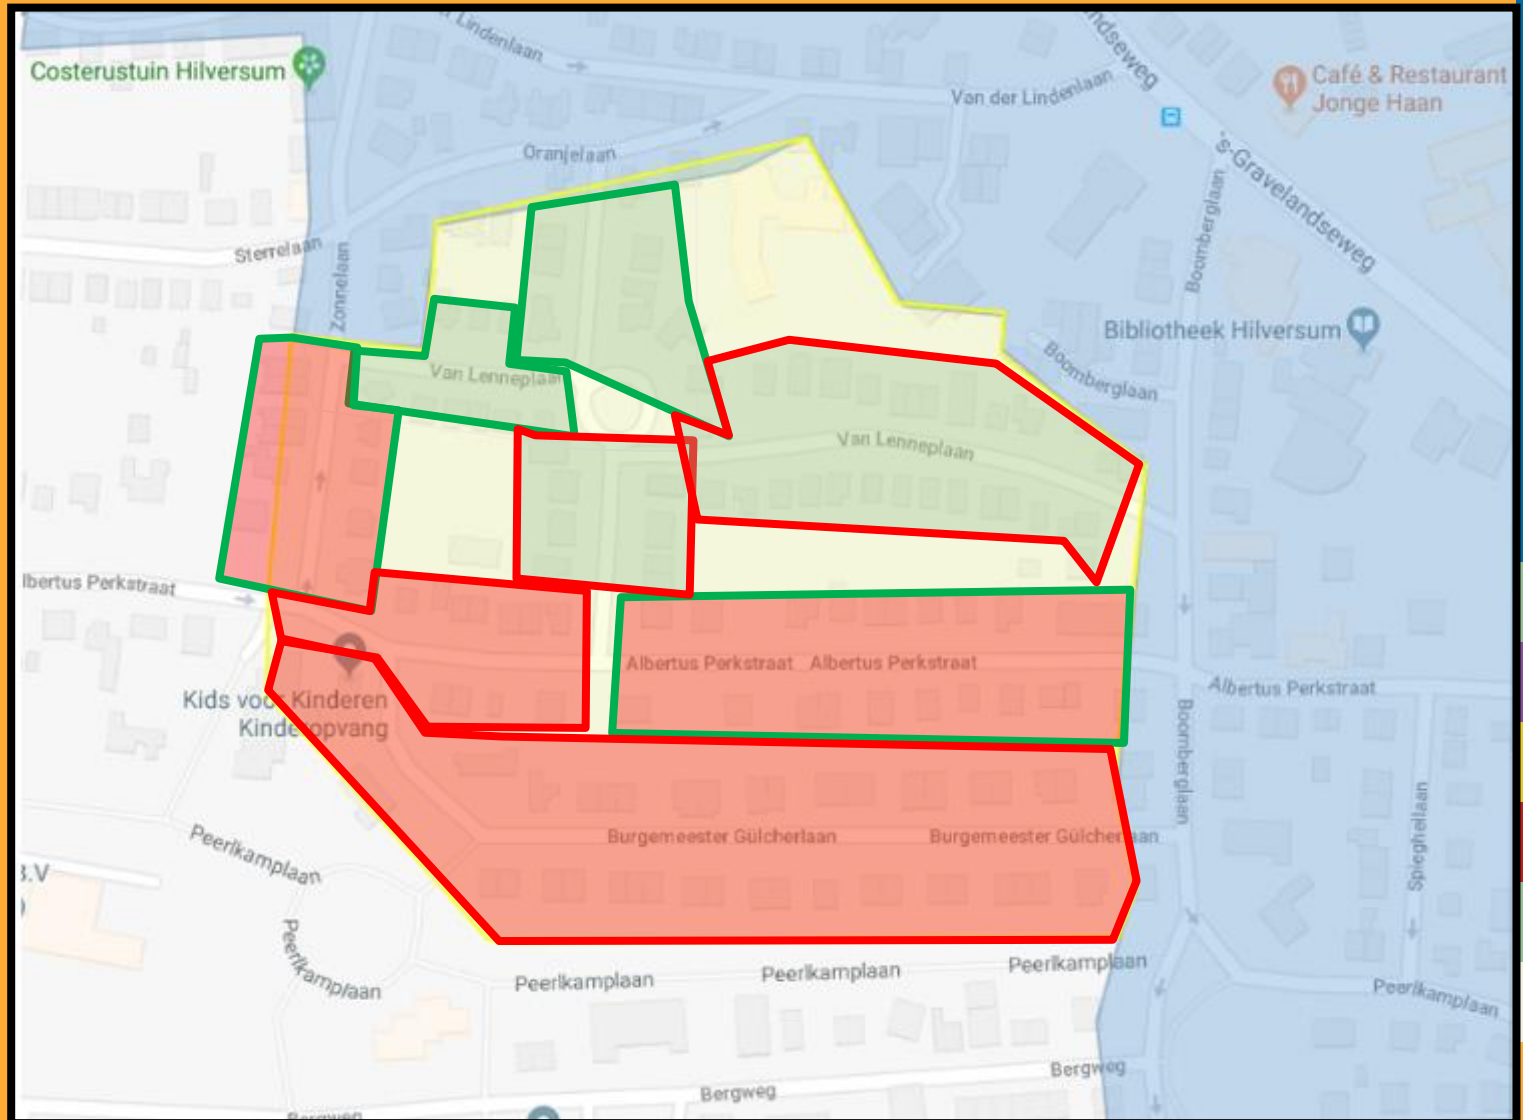 Lindenlaan
Costerustuin Hilversum
Van der Lindenlaan
Café & Restaurant
Jonge Haan
Oranjelaan
's-Gravelandseweg
Boomberglaan
Sterrelaan
Zonnelaan
Bibliotheek Hilversum
Boomberglaan
Van Lenneplaan
Van Lenneplaan
lbertus Perkstraat
Albertus Perkstraat
Albertus Perkstraat
Albertus Perkstraat
Kids voor Kinderen
Kinderopvang
Boomberglaan
Burgemeester Gülcherlaan
Burgemeester Gülcherlaan
Spieghellaan
Peerlkamplaan
B.V
Peerlkamplaan
Peerlkamplaan
Peerlkamplaan
Peerlkamplaan
Peerlkamplaan
Bergweg
Bergweg
Bergweg